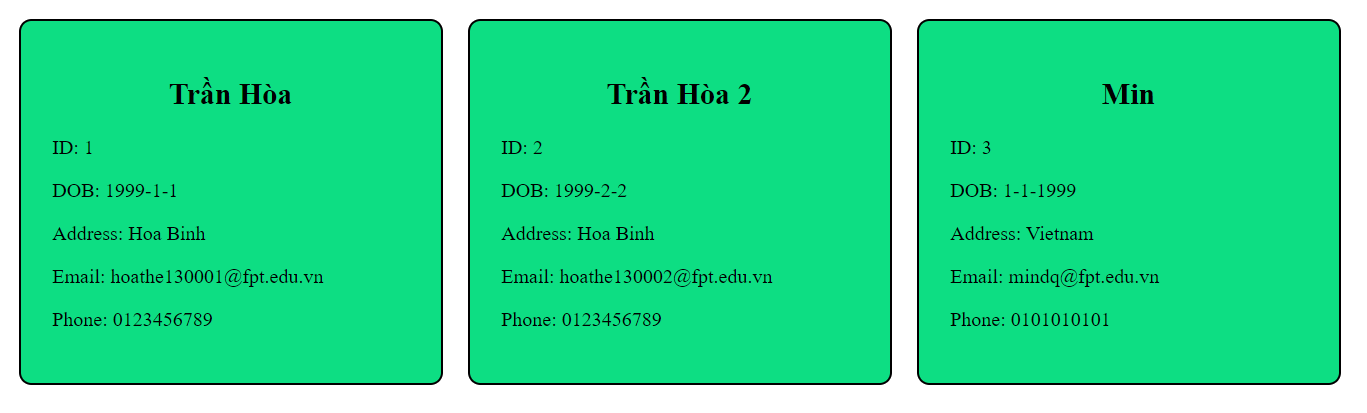 Trần Hòa
ID: 1
DOB: 1999-1-1
Address: Hoa Binh
Email: hoathe130001@fpt.edu.vn
Phone: 0123456789
Trần Hòa 2
ID: 2
DOB: 1999-2-2
Address: Hoa Binh
Email: hoathe130002@fpt.edu.vn
Phone: 0123456789
Min
ID: 3
DOB: 1-1-1999
Address: Vietnam
Email: mindq@fpt.edu.vn
Phone: 0101010101